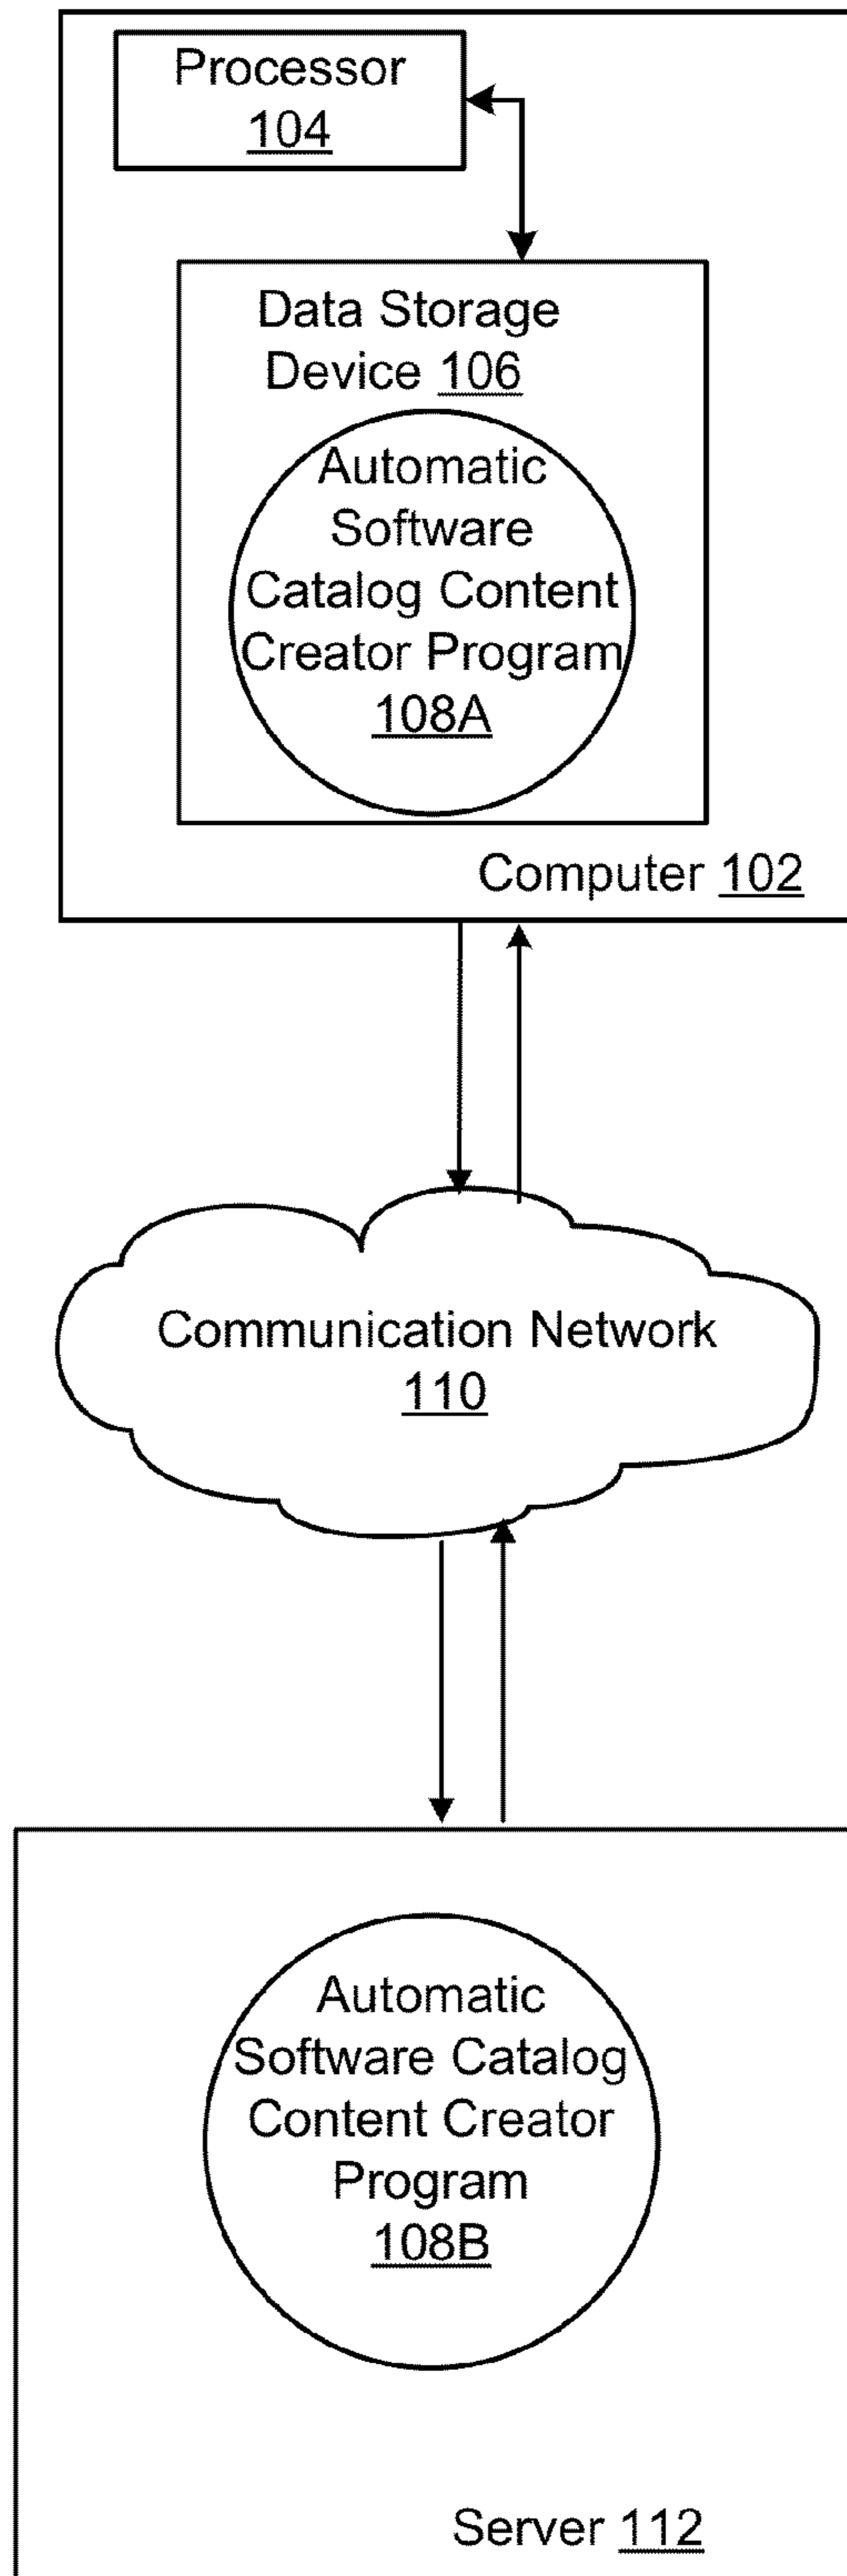 Processor
104
Data Storage
Device 106
Automatic
Software
Catalog Content
Creator Program
108A
Computer 102
Communication Network
110
Automatic
Software Catalog
Content Creator
Program
108B
Server 112